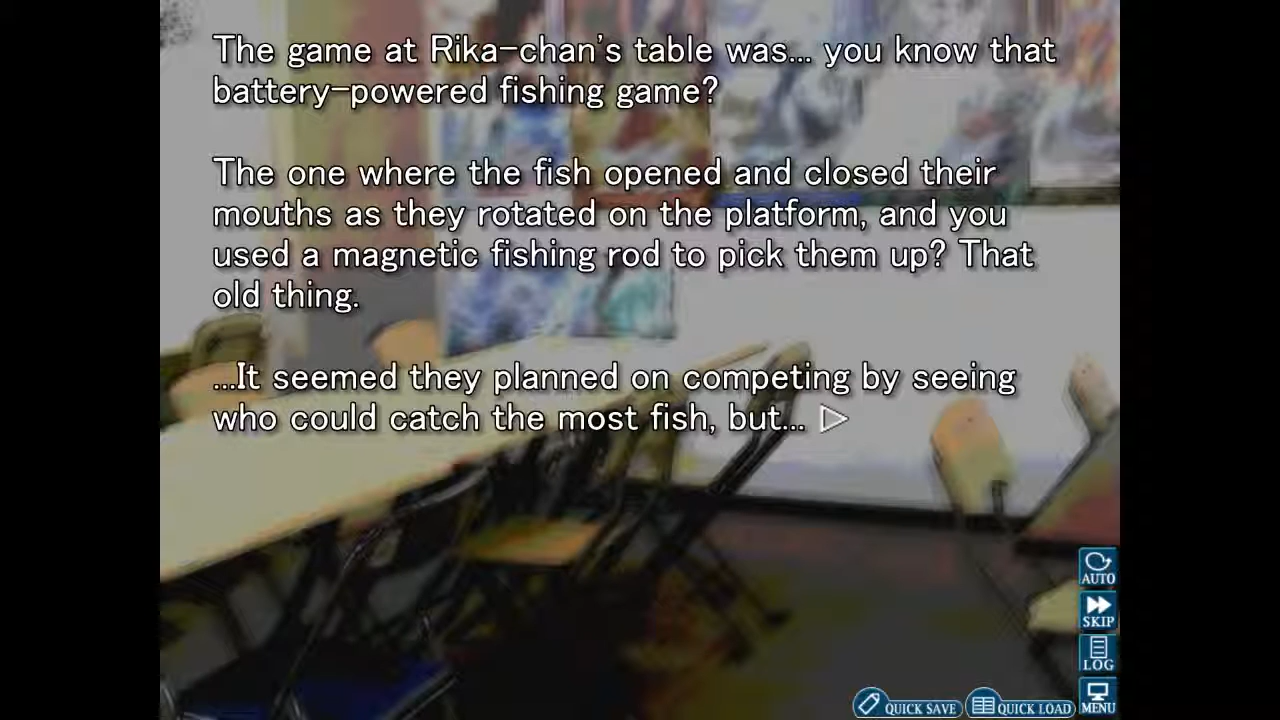 The game at Rika-chan's table was... you know that
battery-powered fishing game?
The one where the fish opened and closed their
mouths as they rotated on the platform, and you
used a magnetic fishing rod to pick them up? That
old thing.
...It seemed they planned on competing by seeing
who could catch the most fish, but...
AUTO
SKIP
LOG
MENU
QUICK SAVE
QUICK LOAD